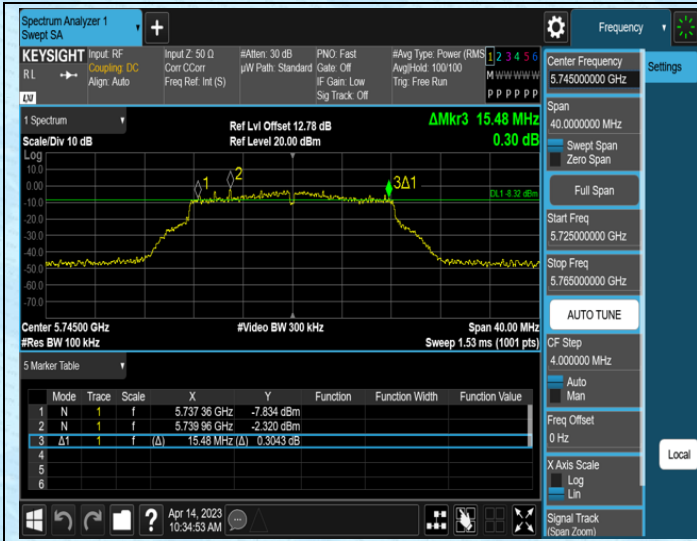 Spectrum Analyzer 1
Swept SA
Frequency
KEYSIGHT
RL
LXI
Input: RF
Coupling: DC
Align: Auto
Input Z: 50 Ω
Corr CCorr
Freq Ref: Int (S)
#Atten: 30 dB
µW Path: Standard
PNO: Fast
Gate: Off
IF Gain: Low
Sig Track: Off
#Avg Type: Power (RMS
Avg|Hold: 100/100
Trig: Free Run
1 2 3 4 5 6
M W W W W W
P P P P P P
1 Spectrum
Scale/Div 10 dB
Ref Lvl Offset 12.78 dB
Ref Level 20.00 dBm
ΔMkr3 15.48 MHz
0.30 dB
Log
10.0
0.00
-10.0
-20.0
-30.0
-40.0
-50.0
-60.0
-70.0
1
2
3Δ1
DL1 -8.32 dBm
Center 5.74500 GHz
#Res BW 100 kHz
#Video BW 300 kHz
Span 40.00 MHz
Sweep 1.53 ms (1001 pts)
5 Marker Table
Mode Trace Scale X Y Function Function Width Function Value
1 N 1 f 5.737 36 GHz -7.834 dBm
2 N 1 f 5.739 96 GHz -2.320 dBm
3 Δ1 1 f (Δ) 15.48 MHz (Δ) 0.3043 dB
4
5
6
?
Apr 14, 2023
10:34:53 AM
Center Frequency
5.745000000 GHz
Span
40.0000000 MHz
Swept Span
Zero Span
Full Span
Start Freq
5.725000000 GHz
Stop Freq
5.765000000 GHz
AUTO TUNE
CF Step
4.000000 MHz
Auto
Man
Freq Offset
0 Hz
X Axis Scale
Log
Lin
Signal Track
(Span Zoom)
Settings
Local